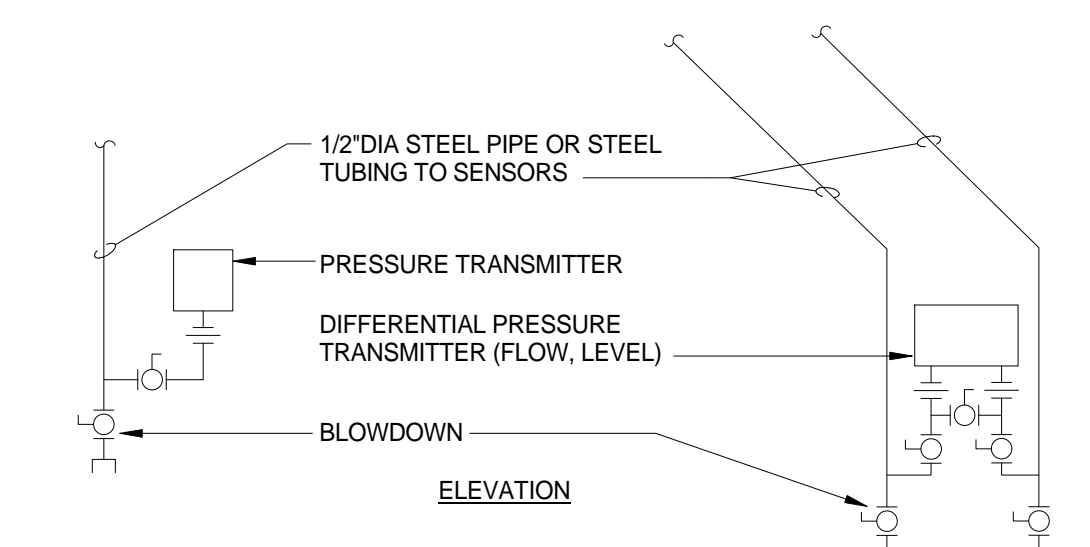 1/2"DIA STEEL PIPE OR STEEL
TUBING TO SENSORS
PRESSURE TRANSMITTER
DIFFERENTIAL PRESSURE
TRANSMITTER (FLOW, LEVEL)
BLOWDOWN
ELEVATION